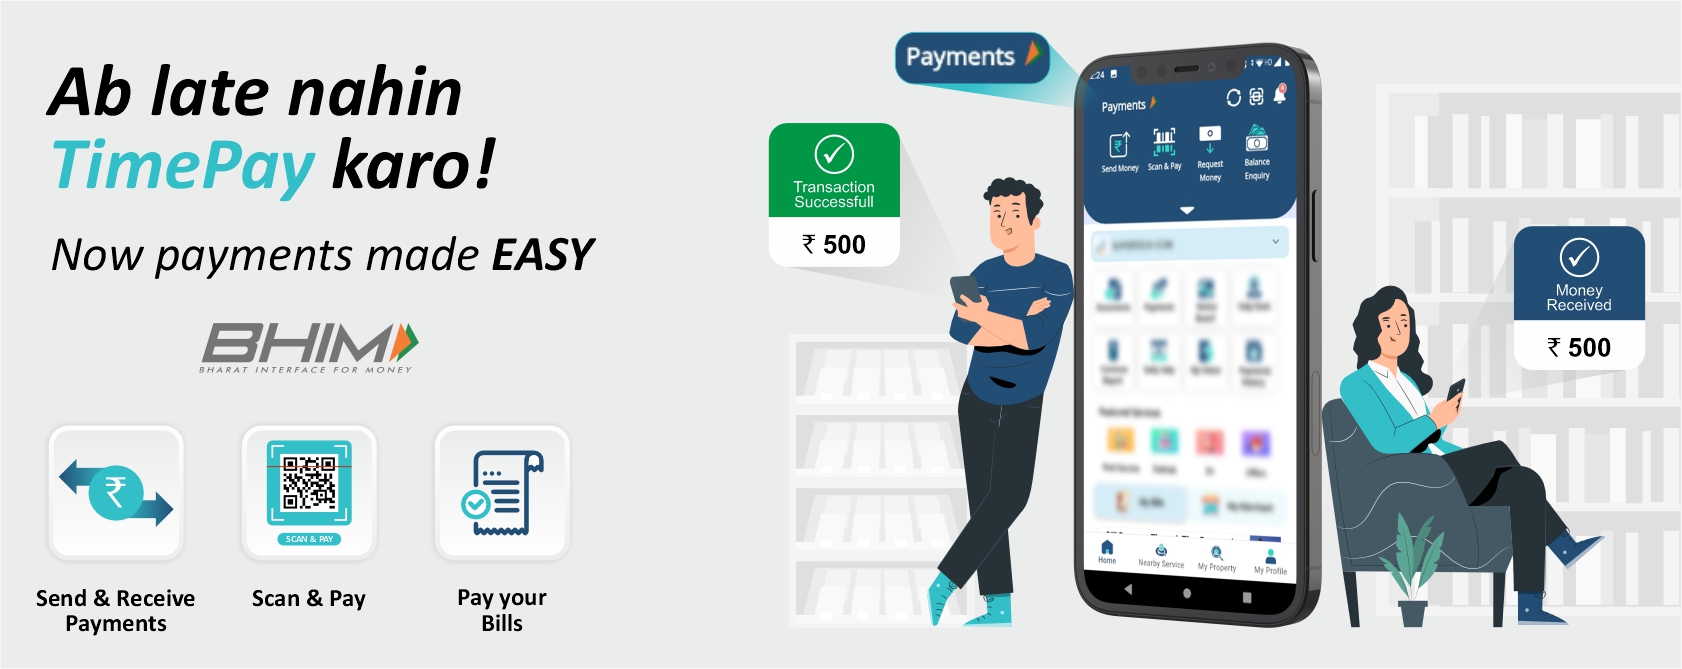 Ab late nahin
TimePay karo!
Now payments made EASY
BHIM
BHARAT INTERFACE FOR MONEY
SCAN & PAY
Send & Receive
Payments
Scan & Pay
Pay your
Bills
Payments
Transaction
Successfull
₹ 500
:24
HD
Payments
Send Money
Scan & Pay
Request
Money
Balance
Enquiry
Home
Nearby Service
My Property
My Profile
Money
Received
₹ 500